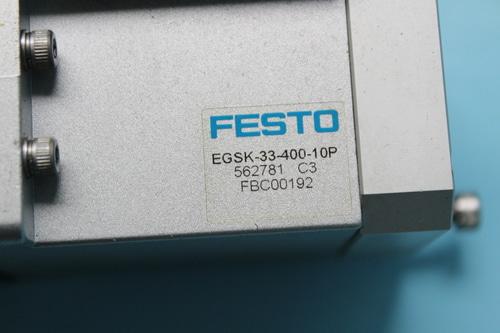 FESTO
EGSK-33-400-10P
562781 C3
FBC00192